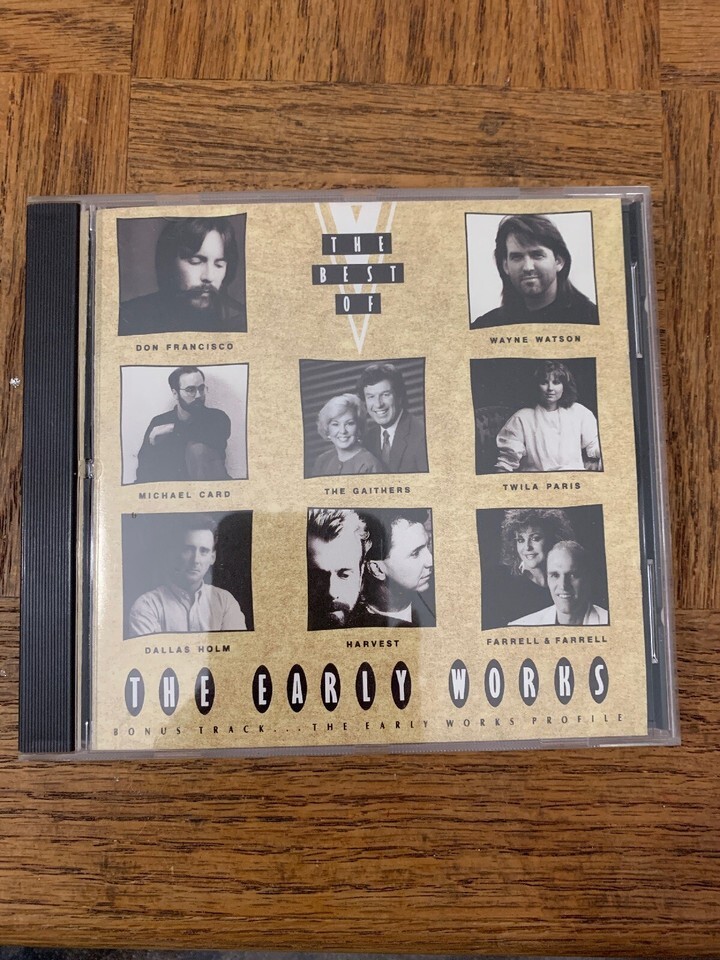 THE
BEST
OF
DON FRANCISCO
WAYNE WATSON
MICHAEL CARD
THE GAITHERS
TWILA PARIS
DALLAS HOLM
HARVEST
FARRELL & FARRELL
THE EARLY WORKS
BONUS TRACK...THE EARLY WORKS PROFILE